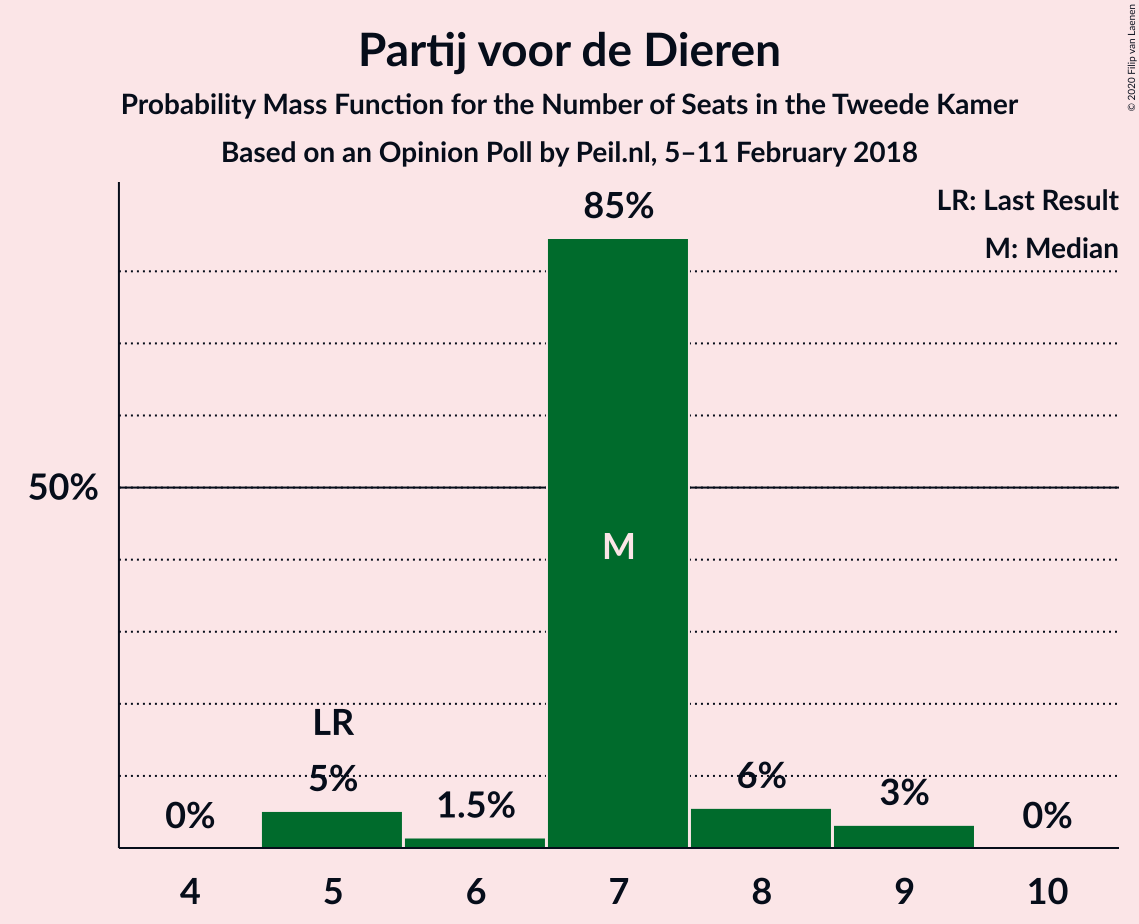 Partij voor de Dieren
Probability Mass Function for the Number of Seats in the Tweede Kamer
Based on an Opinion Poll by Peil.nl, 5–11 February 2018
© 2020 Filip van Laenen
LR: Last Result
M: Median
85%
50%
M
LR
5%
0%
1.5%
6%
3%
0%
4 5 6 7 8 9 10